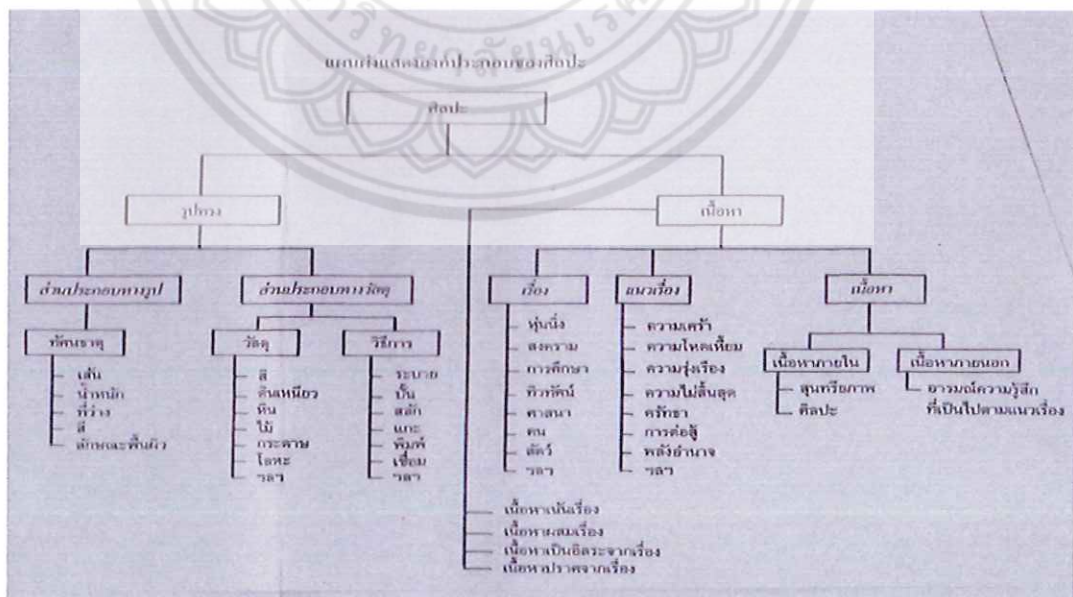 แผนผังแสดงองค์ประกอบของศิลปะ
ศิลปะ
รูปทรง
เนื้อหา
ส่วนประกอบทางรูป
ส่วนประกอบทางวัตถุ
เรื่อง
แนวเรื่อง
เนื้อหา
ทัศนธาตุ
วัตถุ
วิธีการ
เนื้อหาภายใน
เนื้อหาภายนอก
เส้น
น้ำหนัก
ที่ว่าง
สี
ลักษณะพื้นผิว
สี
ดินเหนียว
หิน
ไม้
กระดาษ
โลหะ
ฯลฯ
ระบาย
ปั้น
สลัก
แกะ
พิมพ์
เชื่อม
ฯลฯ
หุ่นนิ่ง
สงคราม
การศึกษา
ทิวทัศน์
ศาสนา
คน
สัตว์
ฯลฯ
ความเศร้า
ความโหดเหี้ยม
ความรุ่งเรือง
ความไม่สิ้นสุด
ศรัทธา
การต่อสู้
พลังอำนาจ
ฯลฯ
สุนทรียภาพ
ศิลปะ
อารมณ์ความรู้สึก
ที่เป็นไปตามแนวเรื่อง
เนื้อหาเน้นเรื่อง
เนื้อหาผสมเรื่อง
เนื้อหาเป็นอิสระจากเรื่อง
เนื้อหาปราศจากเรื่อง